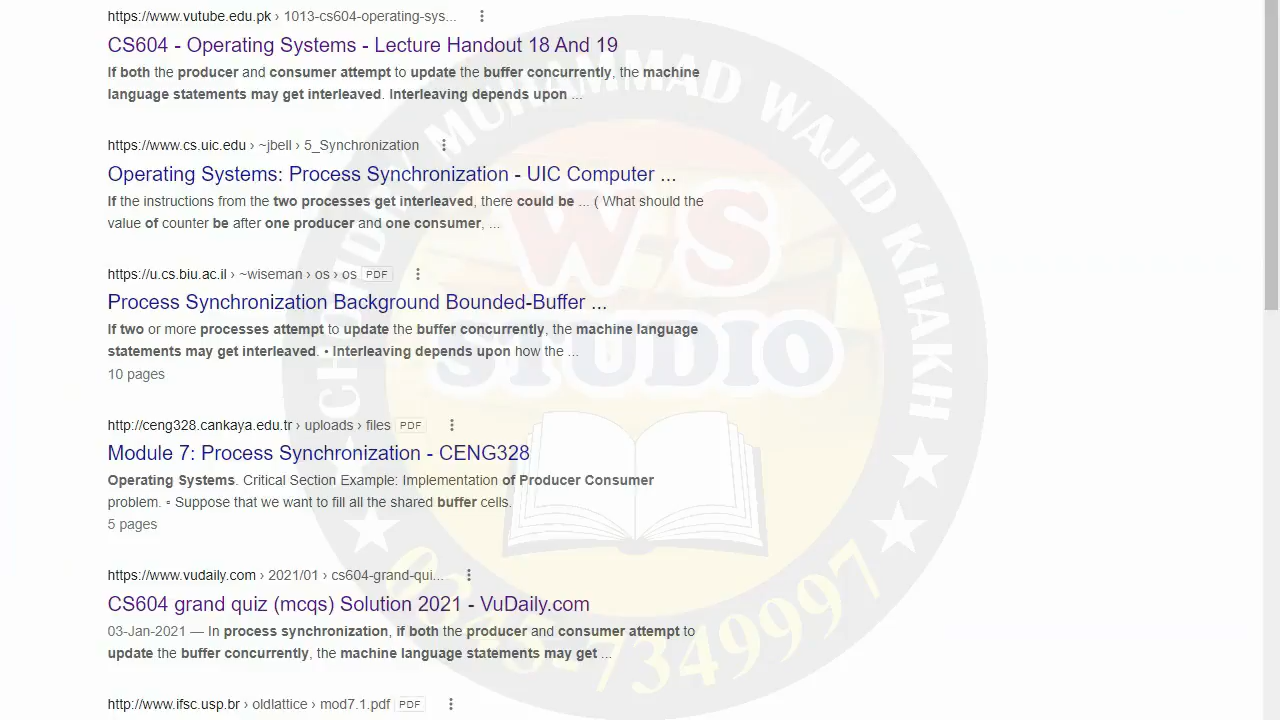 https://www.vutube.edu.pk › 1013-cs604-operating-sys...
CS604 - Operating Systems - Lecture Handout 18 And 19
If both the producer and consumer attempt to update the buffer concurrently, the machine
language statements may get interleaved. Interleaving depends upon ...
https://www.cs.uic.edu › ~jbell › 5_Synchronization
Operating Systems: Process Synchronization - UIC Computer ...
If the instructions from the two processes get interleaved, there could be ... ( What should the
value of counter be after one producer and one consumer, ...
https://u.cs.biu.ac.il › ~wiseman › os › os PDF
Process Synchronization Background Bounded-Buffer ...
If two or more processes attempt to update the buffer concurrently, the machine language
statements may get interleaved. • Interleaving depends upon how the ...
10 pages
http://ceng328.cankaya.edu.tr › uploads › files PDF
Module 7: Process Synchronization - CENG328
Operating Systems. Critical Section Example: Implementation of Producer Consumer
problem. ▫ Suppose that we want to fill all the shared buffer cells.
5 pages
https://www.vudaily.com › 2021/01 › cs604-grand-qui...
CS604 grand quiz (mcqs) Solution 2021 - VuDaily.com
03-Jan-2021 — In process synchronization, if both the producer and consumer attempt to
update the buffer concurrently, the machine language statements may get ...
http://www.ifsc.usp.br › oldlattice › mod7.1.pdf PDF
MUHAMMAD WAJID KHAKH
WS
STUDIO